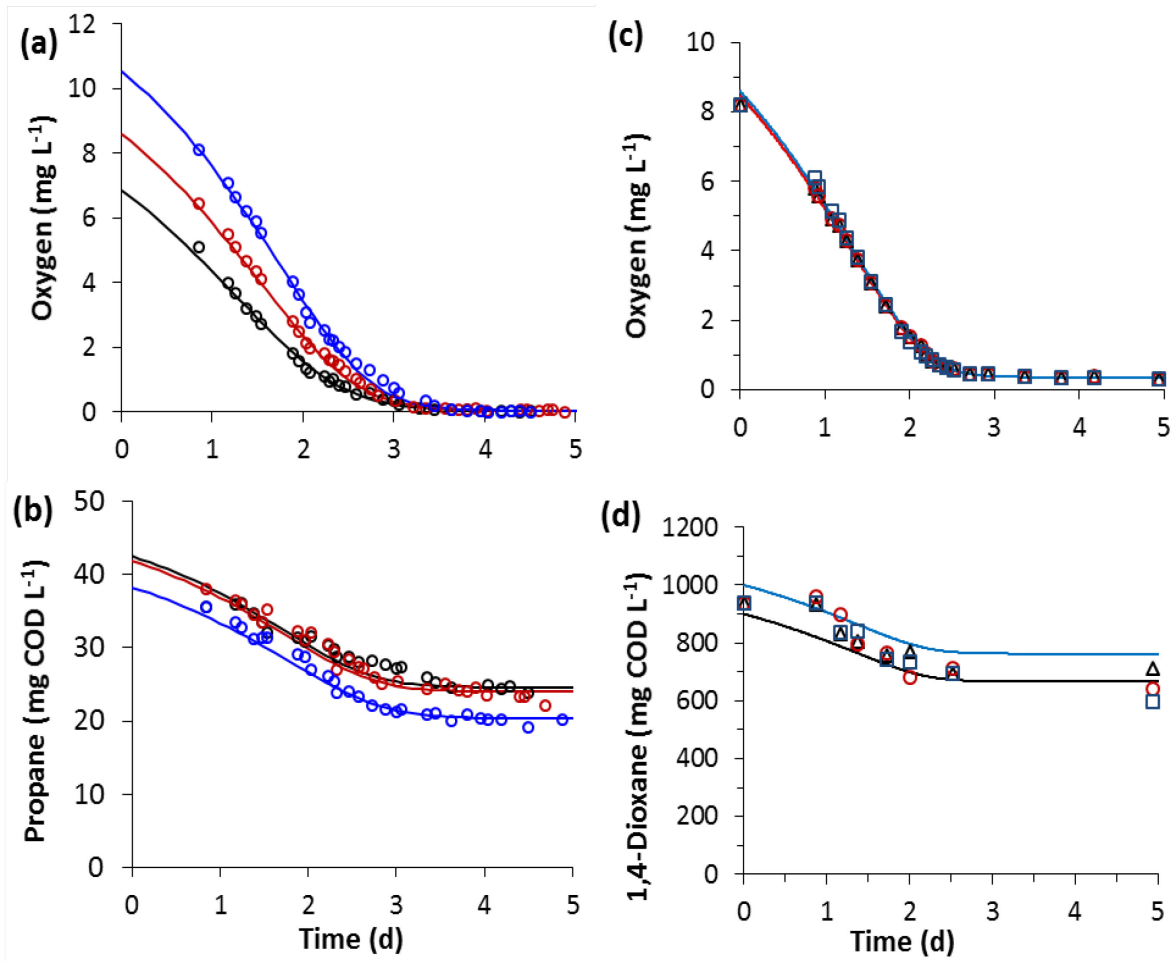 (a)
Oxygen (mg L⁻¹)
12
10
8
6
4
2
0
0 1 2 3 4 5
(c)
Oxygen (mg L⁻¹)
10
8
6
4
2
0
0 1 2 3 4 5
(b)
Propane (mg COD L⁻¹)
50
40
30
20
10
0
0 1 2 3 4 5
Time (d)
(d)
1,4-Dioxane (mg COD L⁻¹)
1200
1000
800
600
400
200
0
0 1 2 3 4 5
Time (d)